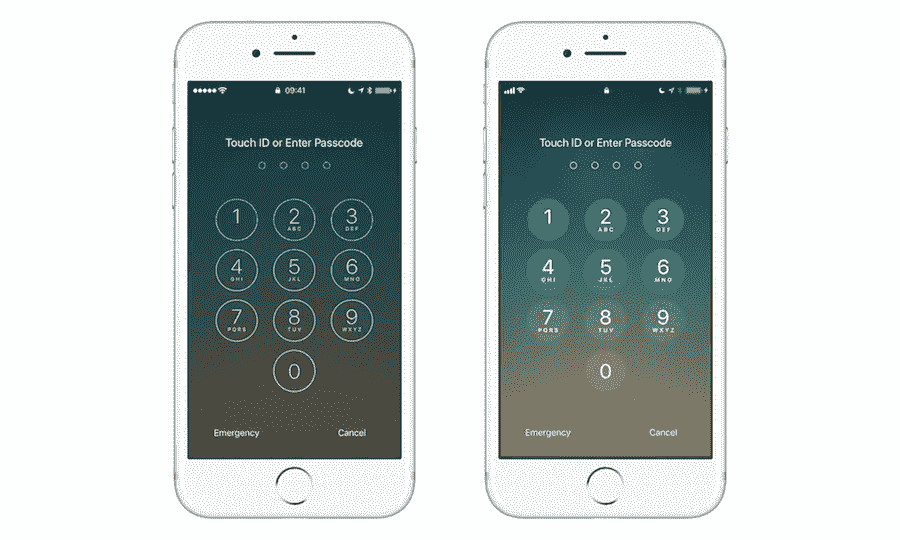 09:41
Touch ID or Enter Passcode
1 2 3
ABC DEF
4 5 6
GHI JKL MNO
7 8 9
PQRS TUV WXYZ
0
Emergency Cancel
Touch ID or Enter Passcode
1 2 3
ABC DEF
4 5 6
GHI JKL MNO
7 8 9
PQRS TUV WXYZ
0
Emergency Cancel